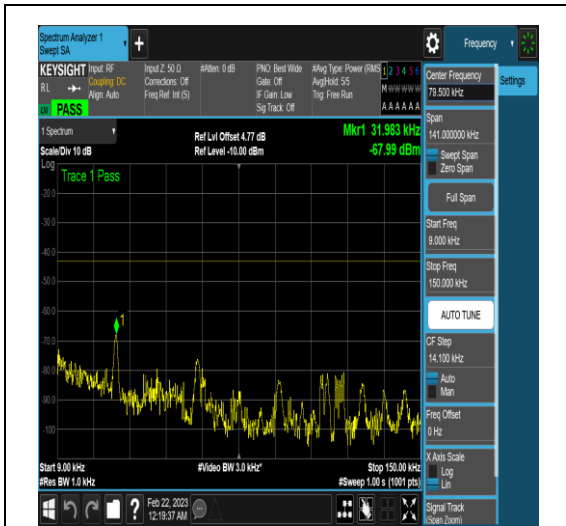 Spectrum Analyzer 1
Swept SA
+
Frequency
KEYSIGHT
RL
Input: RF
Coupling: DC
Align: Auto
Input Z: 50 Ω
Corrections: Off
Freq Ref: Int (S)
#Atten: 0 dB
PNO: Best Wide
Gate: Off
IF Gain: Low
Sig Track: Off
#Avg Type: Power (RMS
Avg|Hold: 5/5
Trig: Free Run
1 2 3 4 5 6
M W W W W W
A A A A A A
PASS
1 Spectrum
Scale/Div 10 dB
Ref Lvl Offset 4.77 dB
Ref Level -10.00 dBm
Mkr1 31.983 kHz
-67.99 dBm
Log
Trace 1 Pass
-20.0
-30.0
-40.0
-50.0
-60.0
-70.0
-80.0
-90.0
-100
1
Start 9.00 kHz
#Res BW 1.0 kHz
#Video BW 3.0 kHz*
Stop 150.00 kHz
#Sweep 1.00 s (1001 pts)
Feb 22, 2023
12:19:37 AM
Center Frequency
79.500 kHz
Settings
Span
141.000000 kHz
Swept Span
Zero Span
Full Span
Start Freq
9.000 kHz
Stop Freq
150.000 kHz
AUTO TUNE
CF Step
14.100 kHz
Auto
Man
Freq Offset
0 Hz
X Axis Scale
Log
Lin
Signal Track
(Span Zoom)